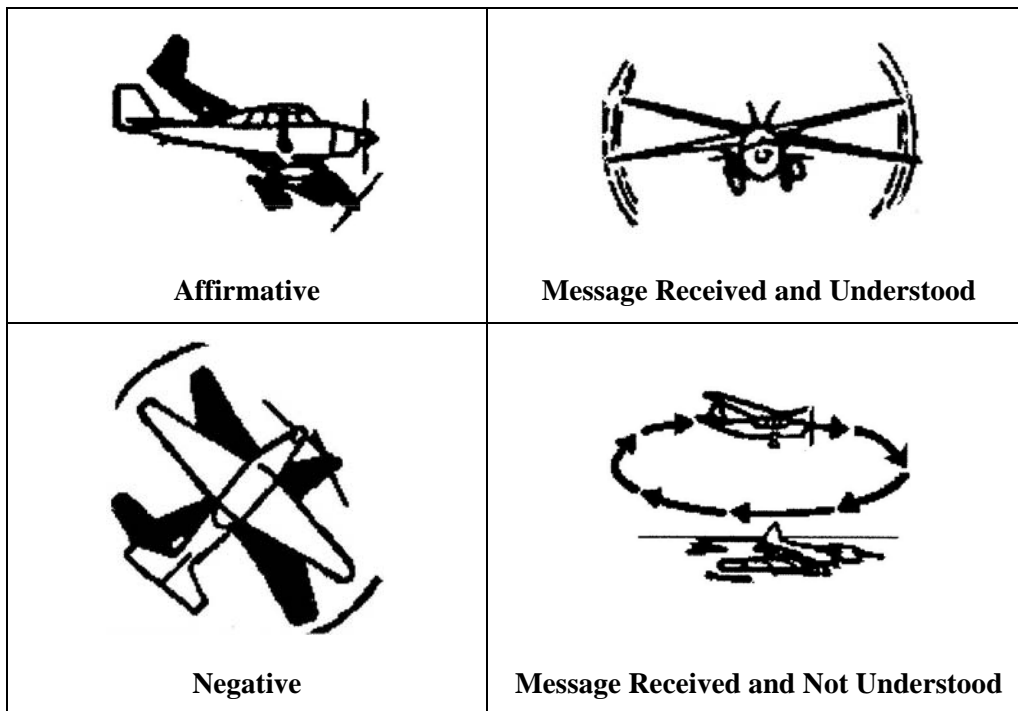 Affirmative
Message Received and Understood
Negative
Message Received and Not Understood